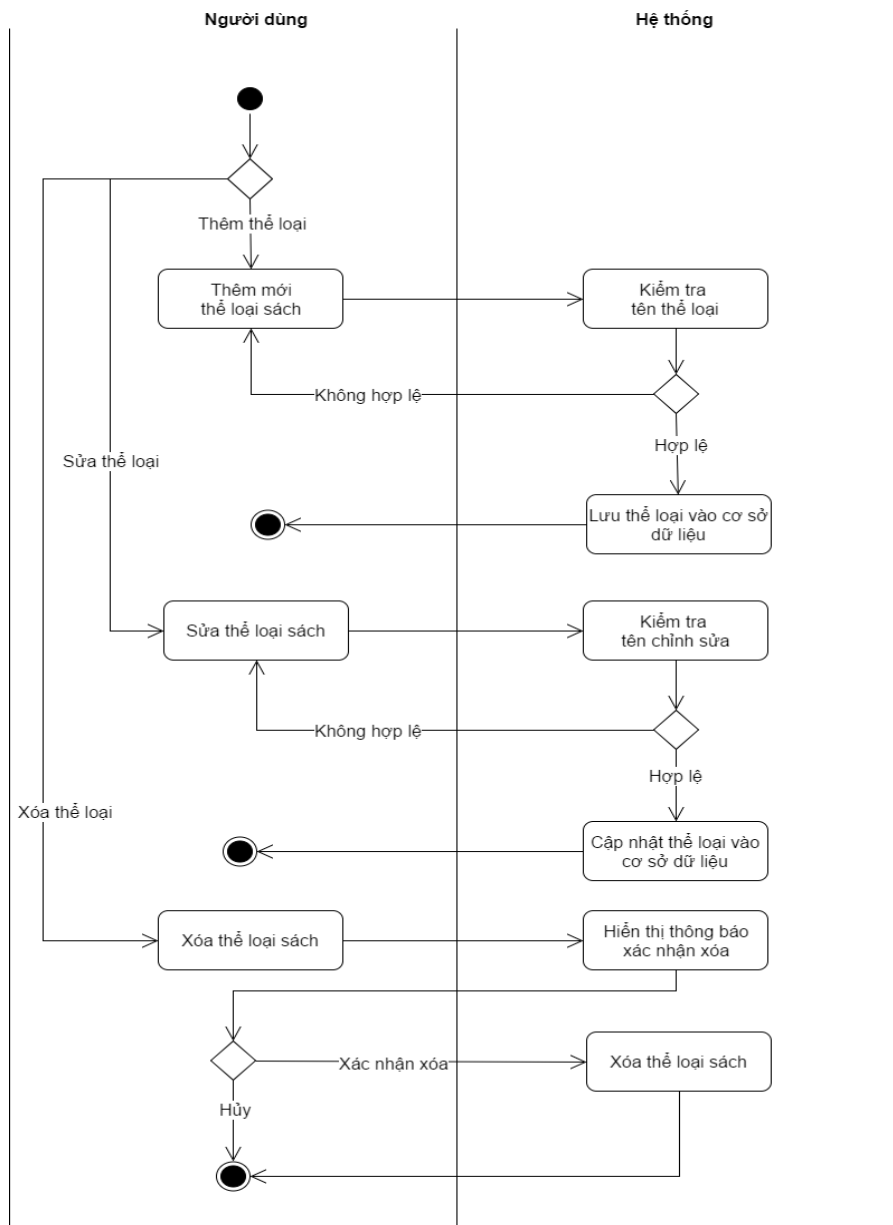 Người dùng
Hệ thống
Thêm thể loại
Thêm mới
thể loại sách
Kiểm tra
tên thể loại
Không hợp lệ
Hợp lệ
Sửa thể loại
Lưu thể loại vào cơ sở
dữ liệu
Sửa thể loại sách
Kiểm tra
tên chỉnh sửa
Không hợp lệ
Hợp lệ
Xóa thể loại
Cập nhật thể loại vào
cơ sở dữ liệu
Xóa thể loại sách
Hiển thị thông báo
xác nhận xóa
Xác nhận xóa
Xóa thể loại sách
Hủy